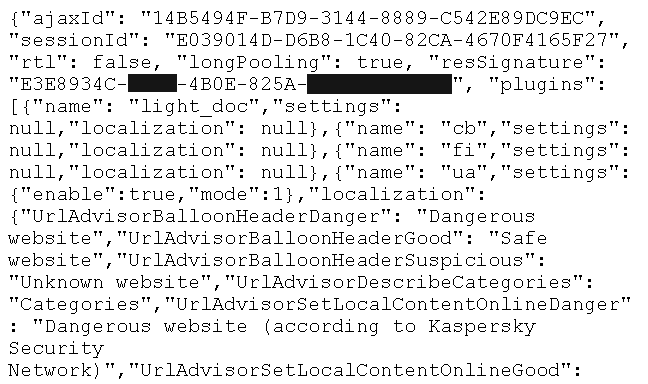 {"ajaxId": "14B5494F-B7D9-3144-8889-C542E89DC9EC",
"sessionId": "E039014D-D6B8-1C40-82CA-4670F4165F27",
"rtl": false, "longPooling": true, "resSignature":
"E3E8934C- -4B0E-825A- ", "plugins":
[{"name": "light_doc","settings":
null,"localization": null},{"name": "cb","settings":
null,"localization": null},{"name": "fi","settings":
null,"localization": null},{"name": "ua","settings":
{"enable":true,"mode":1},"localization":
{"UrlAdvisorBalloonHeaderDanger": "Dangerous
website","UrlAdvisorBalloonHeaderGood": "Safe
website","UrlAdvisorBalloonHeaderSuspicious":
"Unknown website","UrlAdvisorDescribeCategories":
"Categories","UrlAdvisorSetLocalContentOnlineDanger"
: "Dangerous website (according to Kaspersky
Security
Network)","UrlAdvisorSetLocalContentOnlineGood":